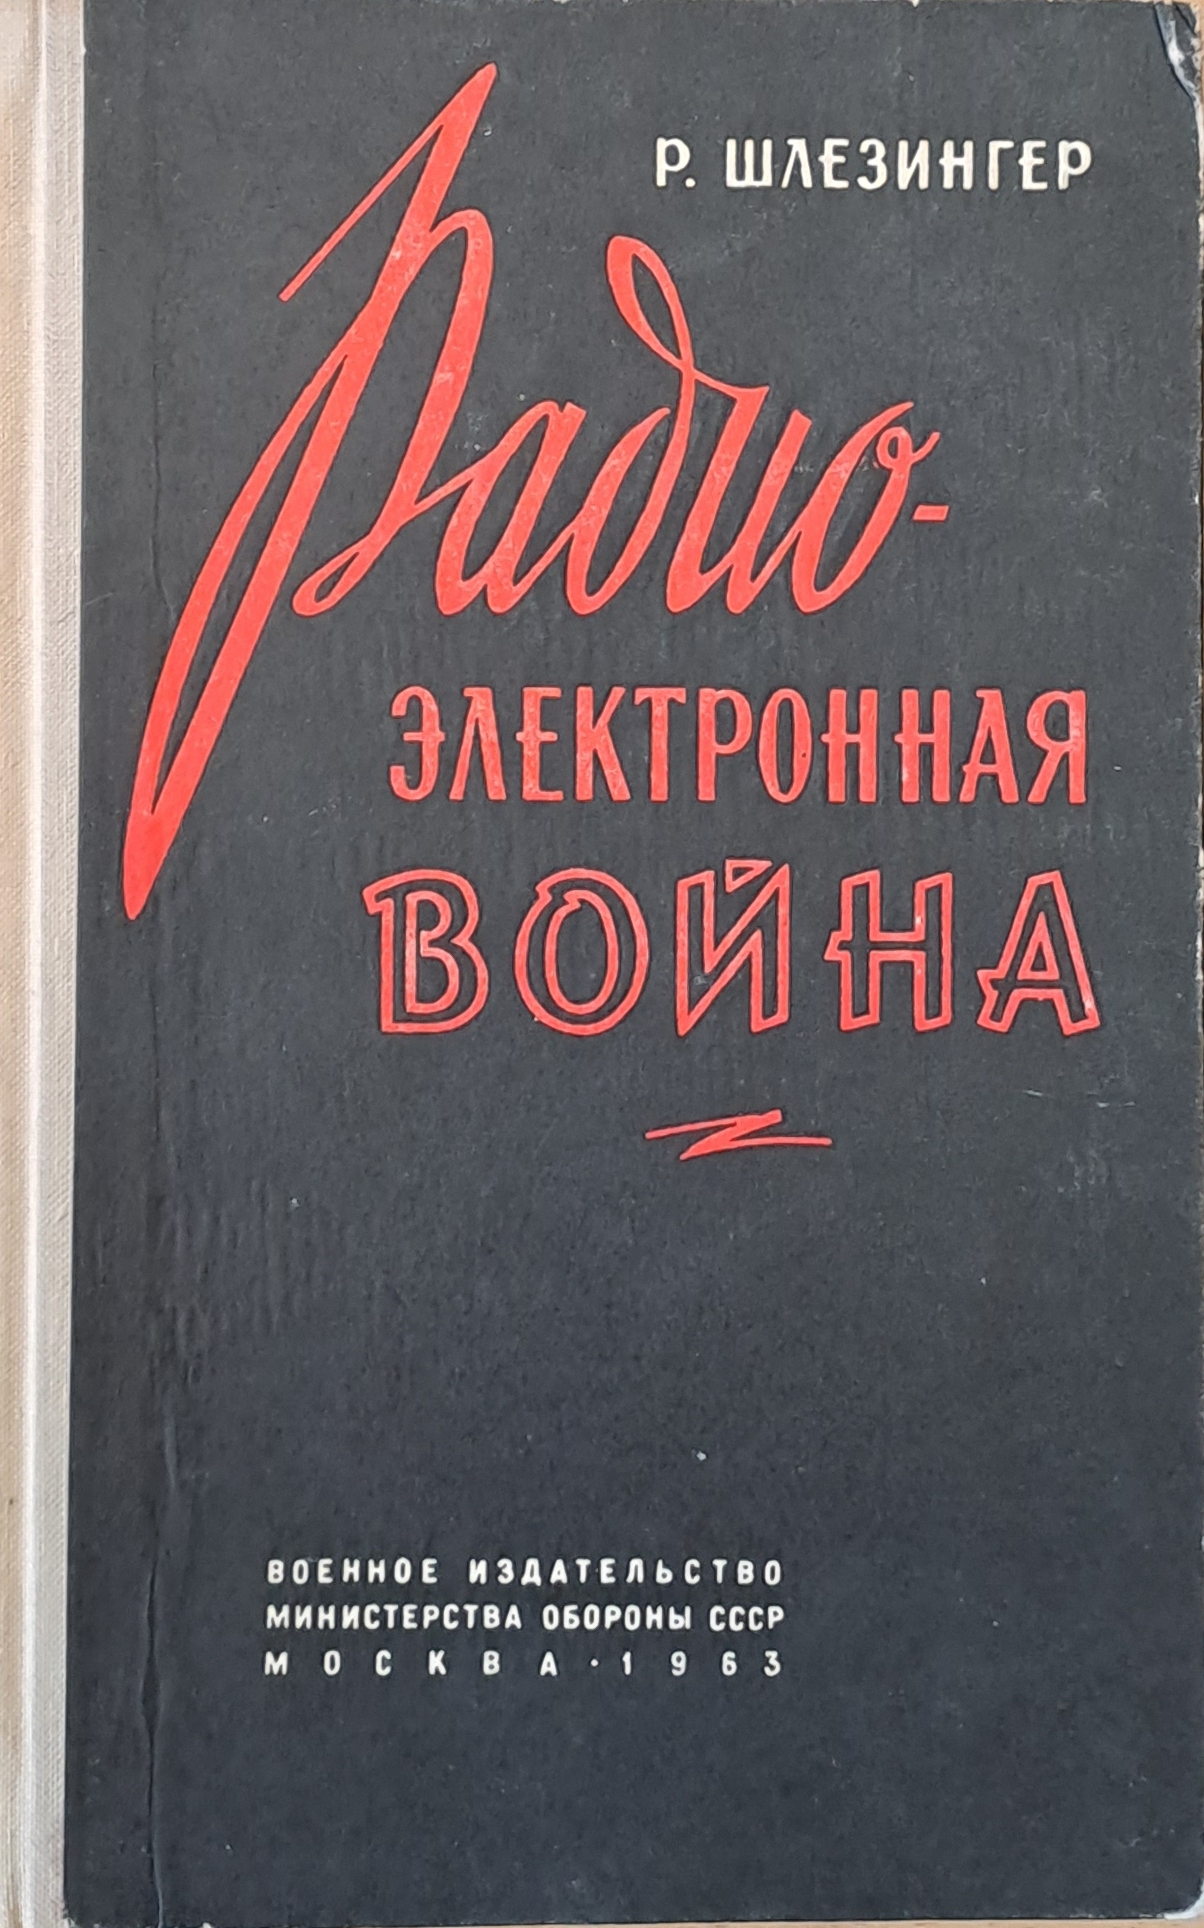 Р. ШЛЕЗИНГЕР
Радио-
ЭЛЕКТРОННАЯ
ВОЙНА
ВОЕННОЕ ИЗДАТЕЛЬСТВО
МИНИСТЕРСТВА ОБОРОНЫ СССР
МОСКВА · 1963